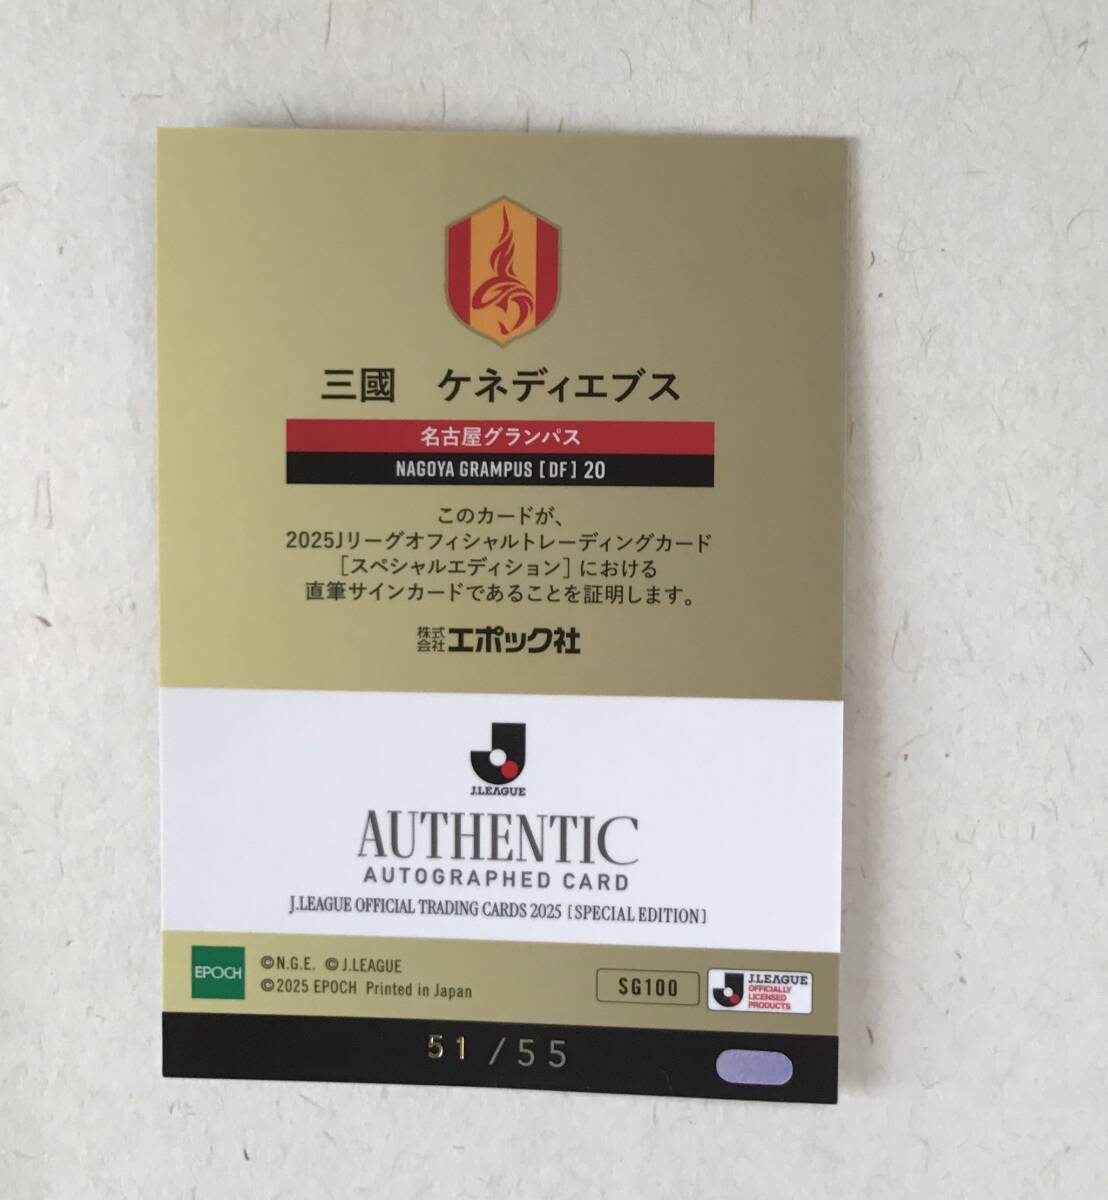 三國 ケネディエブス
名古屋グランパス
NAGOYA GRAMPUS [DF] 20
このカードが、
2025Jリーグオフィシャルトレーディングカード
[スペシャルエディション] における
直筆サインカードであることを証明します。
株式会社エポック社
J.LEAGUE
AUTHENTIC
AUTOGRAPHED CARD
J.LEAGUE OFFICIAL TRADING CARDS 2025 [SPECIAL EDITION]
EPOCH
©N.G.E. ©J.LEAGUE
©2025 EPOCH Printed in Japan
SG100
J.LEAGUE
OFFICIALLY
LICENSED
PRODUCTS
51 / 55